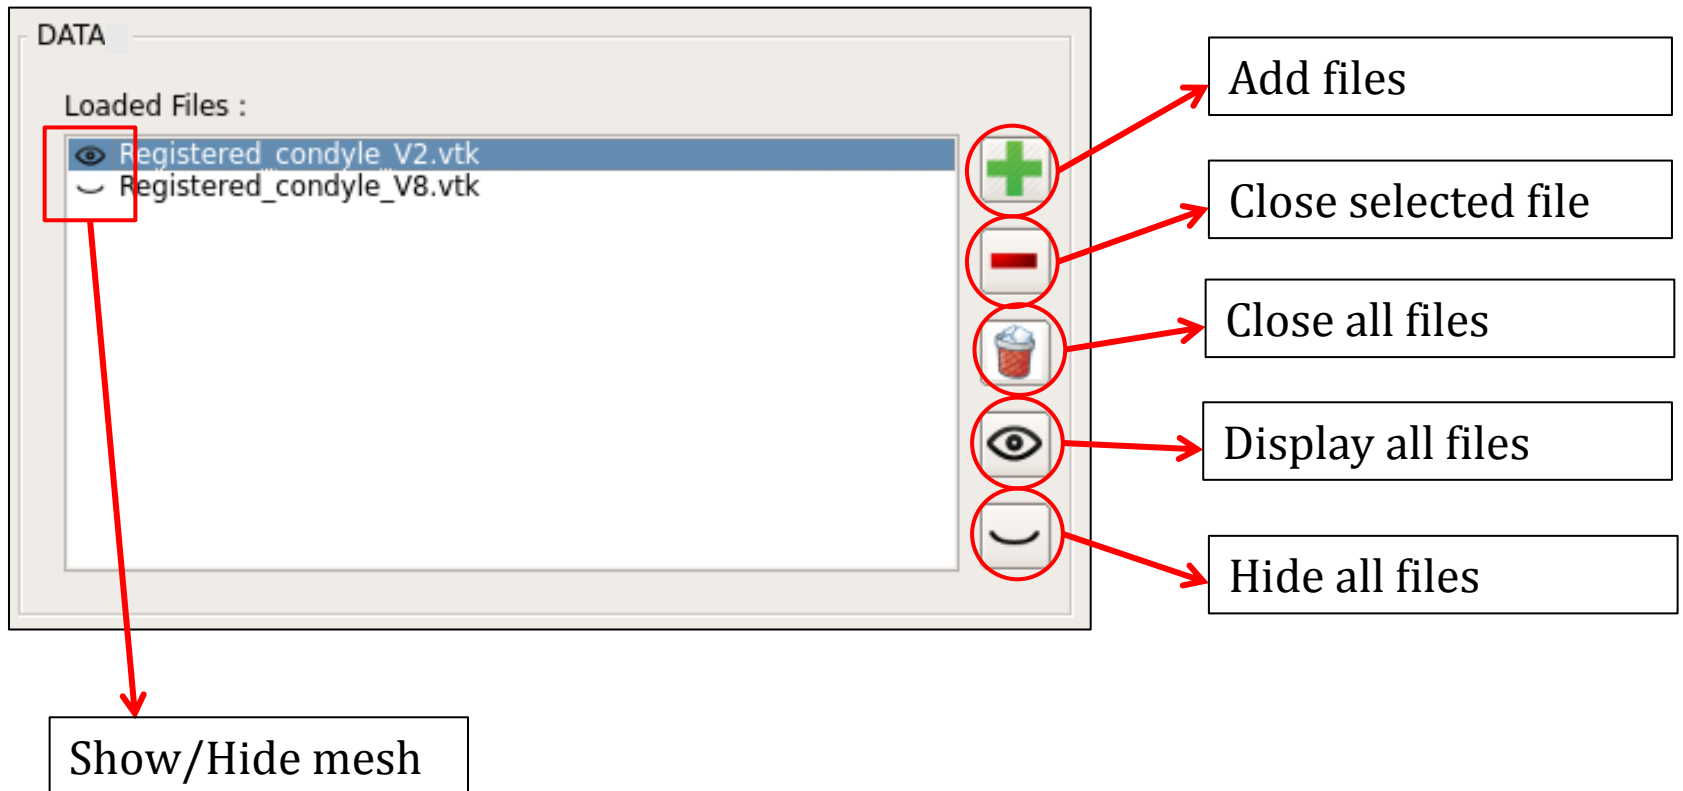 DATA
Loaded Files :
Registered_condyle_V2.vtk
Registered_condyle_V8.vtk
Add files
Close selected file
Close all files
Display all files
Hide all files
Show/Hide mesh